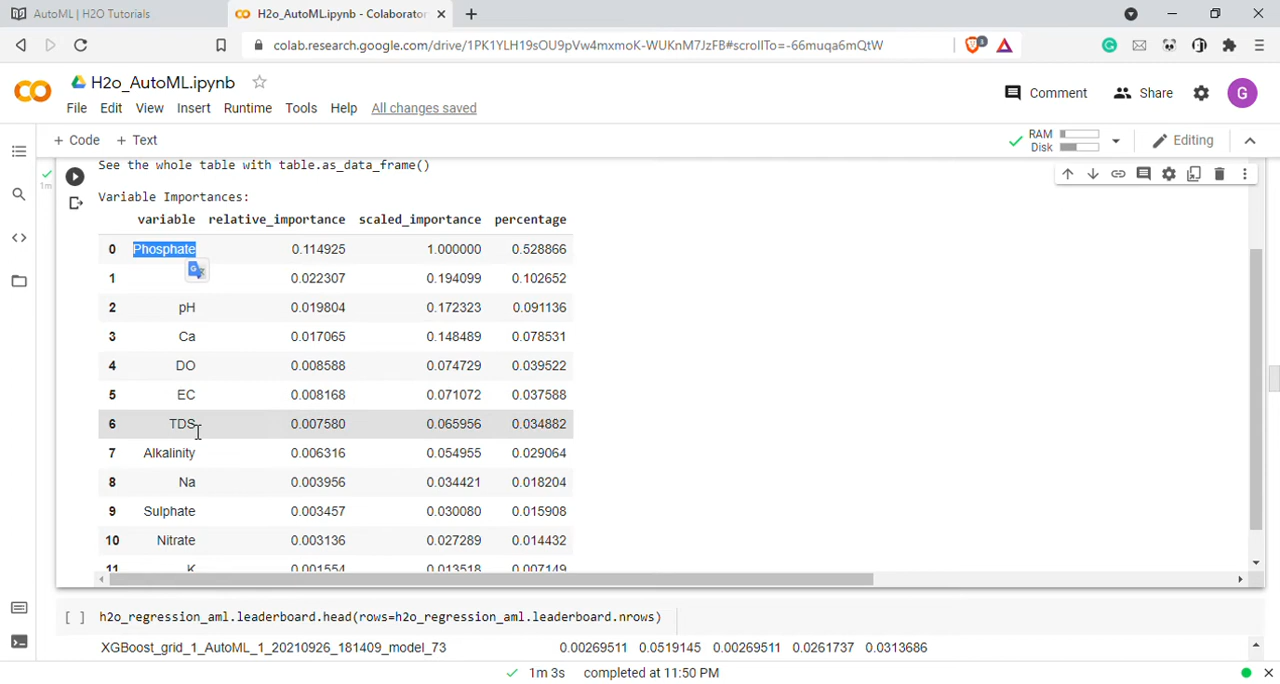 AutoML | H2O Tutorials
H2O_AutoML.ipynb - Colaborator
colab.research.google.com/drive/1PK1YLH19sOU9pVw4mxmoK-WUKnM7JzFB#scrollTo=-66muqa6mQtW
H2o_AutoML.ipynb
Comment Share G
File Edit View Insert Runtime Tools Help All changes saved
+ Code + Text
RAM
Disk
Editing
See the whole table with table.as_data_frame()
1m
Variable Importances:
variable relative_importance scaled_importance percentage
0 Phosphate 0.114925 1.000000 0.528866
1 0.022307 0.194099 0.102652
2 pH 0.019804 0.172323 0.091136
3 Ca 0.017065 0.148489 0.078531
4 DO 0.008588 0.074729 0.039522
5 EC 0.008168 0.071072 0.037588
6 TDS 0.007580 0.065956 0.034882
7 Alkalinity 0.006316 0.054955 0.029064
8 Na 0.003956 0.034421 0.018204
9 Sulphate 0.003457 0.030080 0.015908
10 Nitrate 0.003136 0.027289 0.014432
11 K 0.001554 0.013518 0.007149
[ ] h2o_regression_aml.leaderboard.head(rows=h2o_regression_aml.leaderboard.nrows)
XGBoost_grid_1_AutoML_1_20210926_181409_model_73 0.00269511 0.0519145 0.00269511 0.0261737 0.0313686
1m 3s completed at 11:50 PM